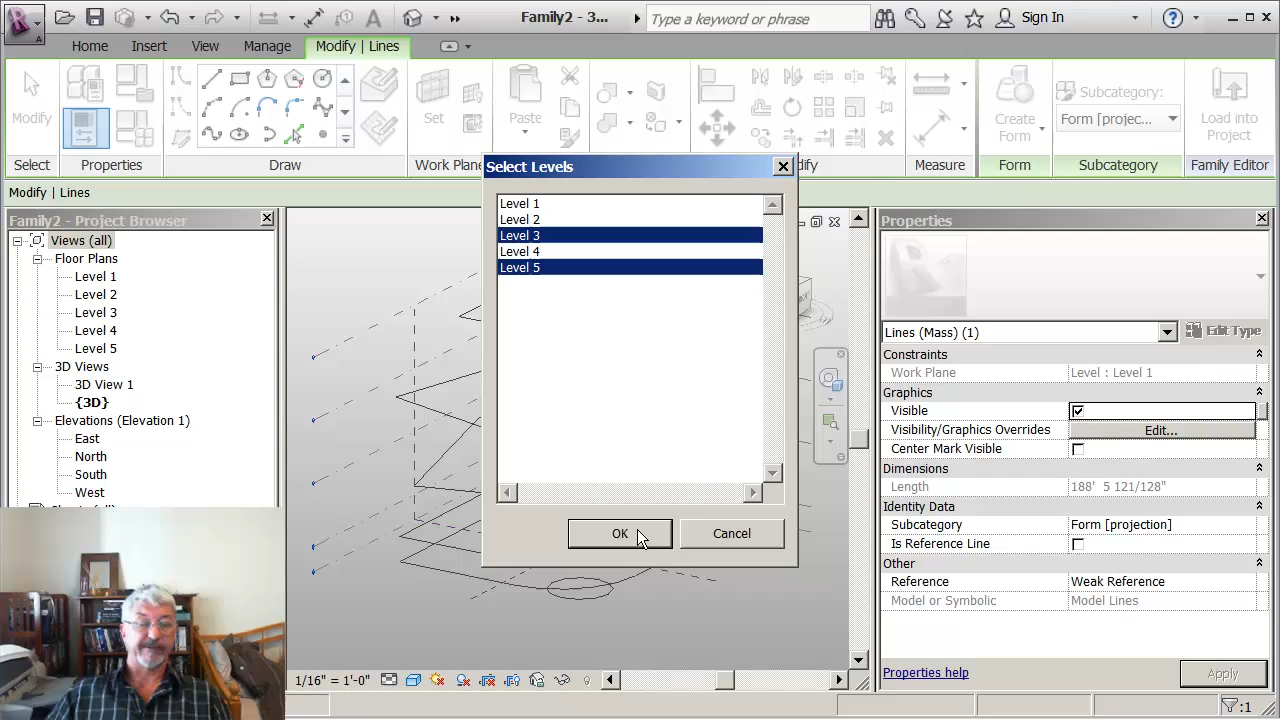 Family2 - 3...
Type a keyword or phrase
Sign In
Home
Insert
View
Manage
Modify | Lines
Modify
Set
Paste
Create
Form
Subcategory:
Form [projec...
Load into
Project
Select
Properties
Draw
Work Plan
dify
Measure
Form
Subcategory
Family Editor
Modify | Lines
Family2 - Project Browser
Views (all)
Floor Plans
Level 1
Level 2
Level 3
Level 4
Level 5
3D Views
3D View 1
{3D}
Elevations (Elevation 1)
East
North
South
West
Select Levels
Level 1
Level 2
Level 3
Level 4
Level 5
OK
Cancel
1/16" = 1'-0"
Properties
Lines (Mass) (1)
Edit Type
Constraints
Work Plane
Level : Level 1
Graphics
Visible
Visibility/Graphics Overrides
Edit...
Center Mark Visible
Dimensions
Length
188' 5 121/128"
Identity Data
Subcategory
Form [projection]
Is Reference Line
Other
Reference
Weak Reference
Model or Symbolic
Model Lines
Properties help
Apply
:1